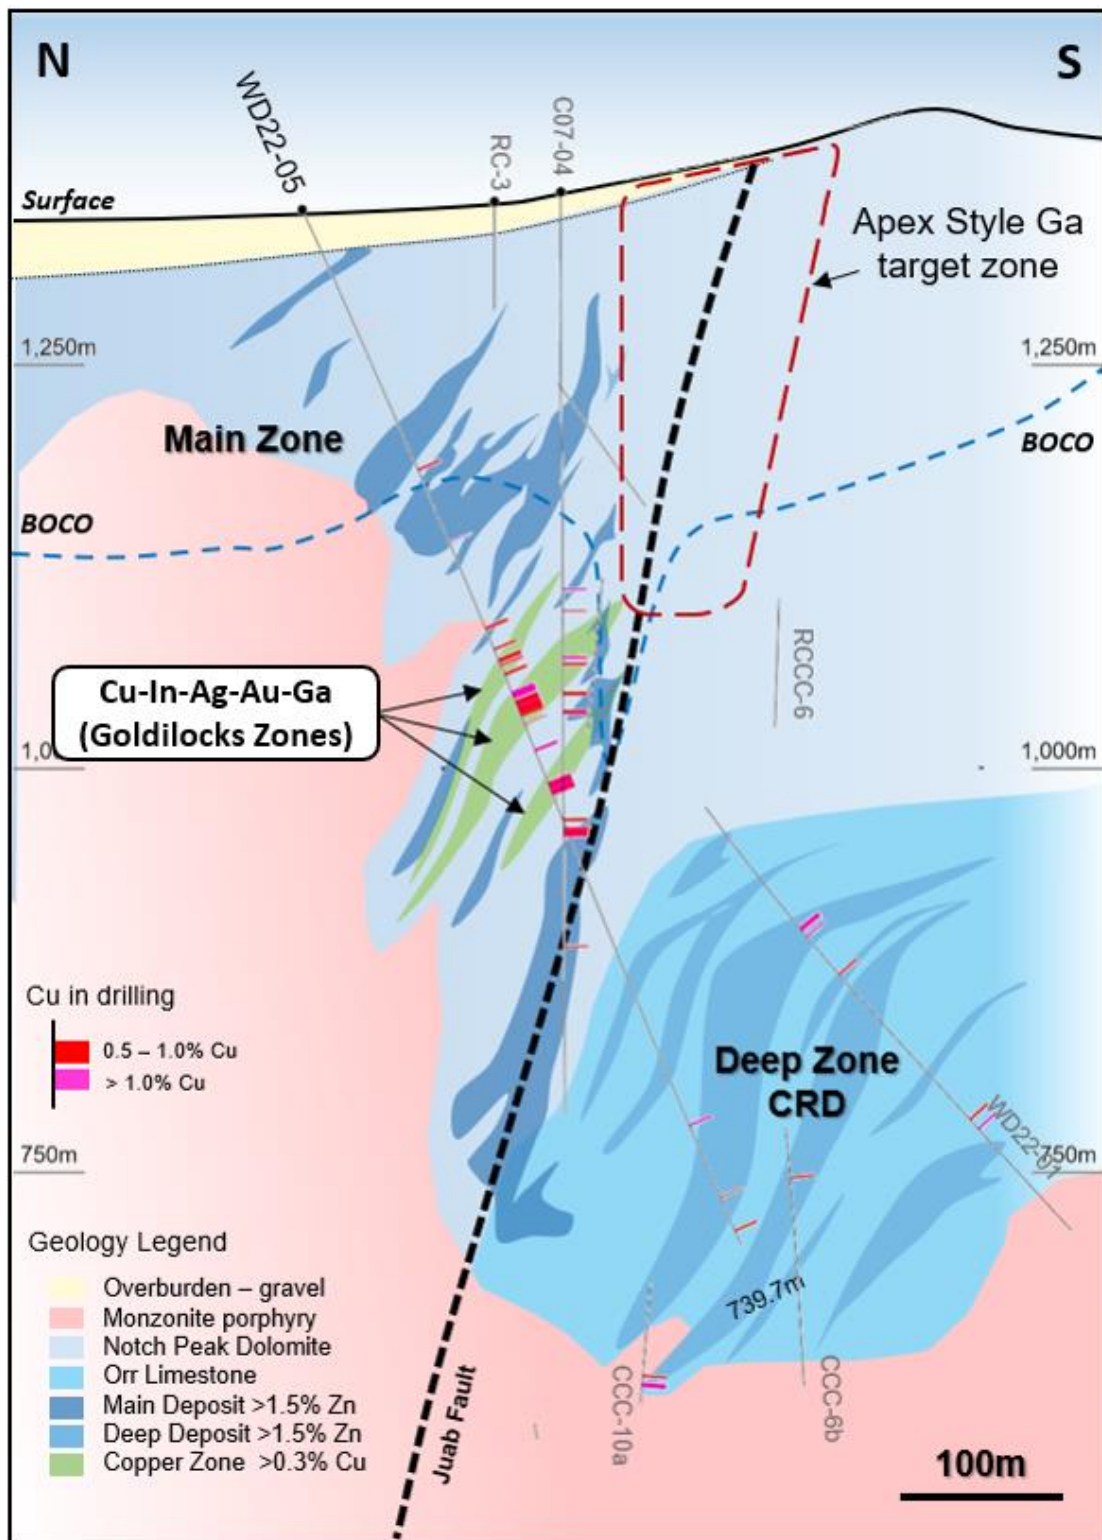 N
S
WD22-05
RC-3
C07-04
Surface
Apex Style Ga
target zone
1,250m
1,250m
Main Zone
BOCO
BOCO
RCCC-6
Cu-In-Ag-Au-Ga
(Goldilocks Zones)
1,000m
Cu in drilling
0.5 – 1.0% Cu
> 1.0% Cu
Deep Zone
CRD
WD22-01
750m
750m
Geology Legend
Overburden – gravel
Monzonite porphyry
Notch Peak Dolomite
Orr Limestone
Main Deposit >1.5% Zn
Deep Deposit >1.5% Zn
Copper Zone >0.3% Cu
739.7m
Juab Fault
CCC-10a
CCC-6b
100m